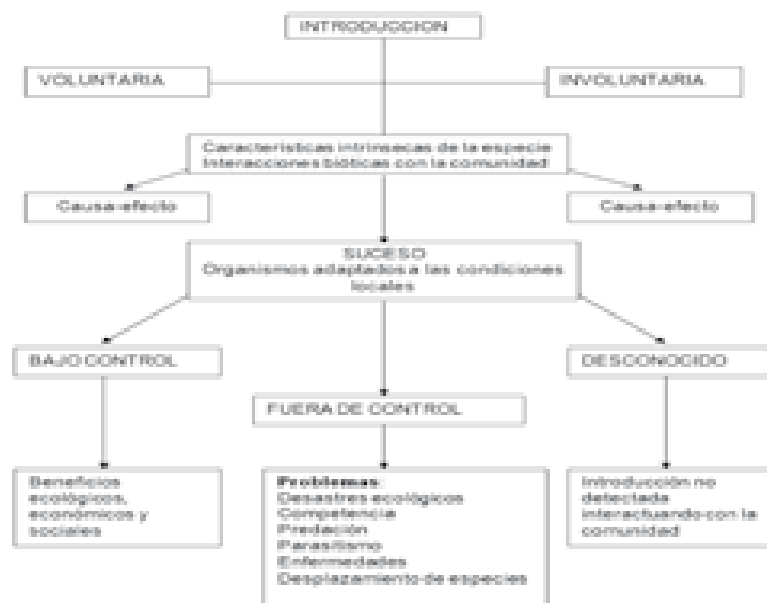 INTRODUCCION
VOLUNTARIA
INVOLUNTARIA
Características intrínsecas de la especie
Interacciones bióticas con la comunidad
Causa-efecto
Causa-efecto
SUCESO
Organismos adaptados a las condiciones
locales
BAJO CONTROL
DESCONOCIDO
FUERA DE CONTROL
Beneficios
ecológicos,
económicos y
sociales
Problemas:
Desastres ecológicos
Competencia
Predación
Parasitismo
Enfermedades
Desplazamiento de especies
Introducción no
detectada
interactuando con la
comunidad